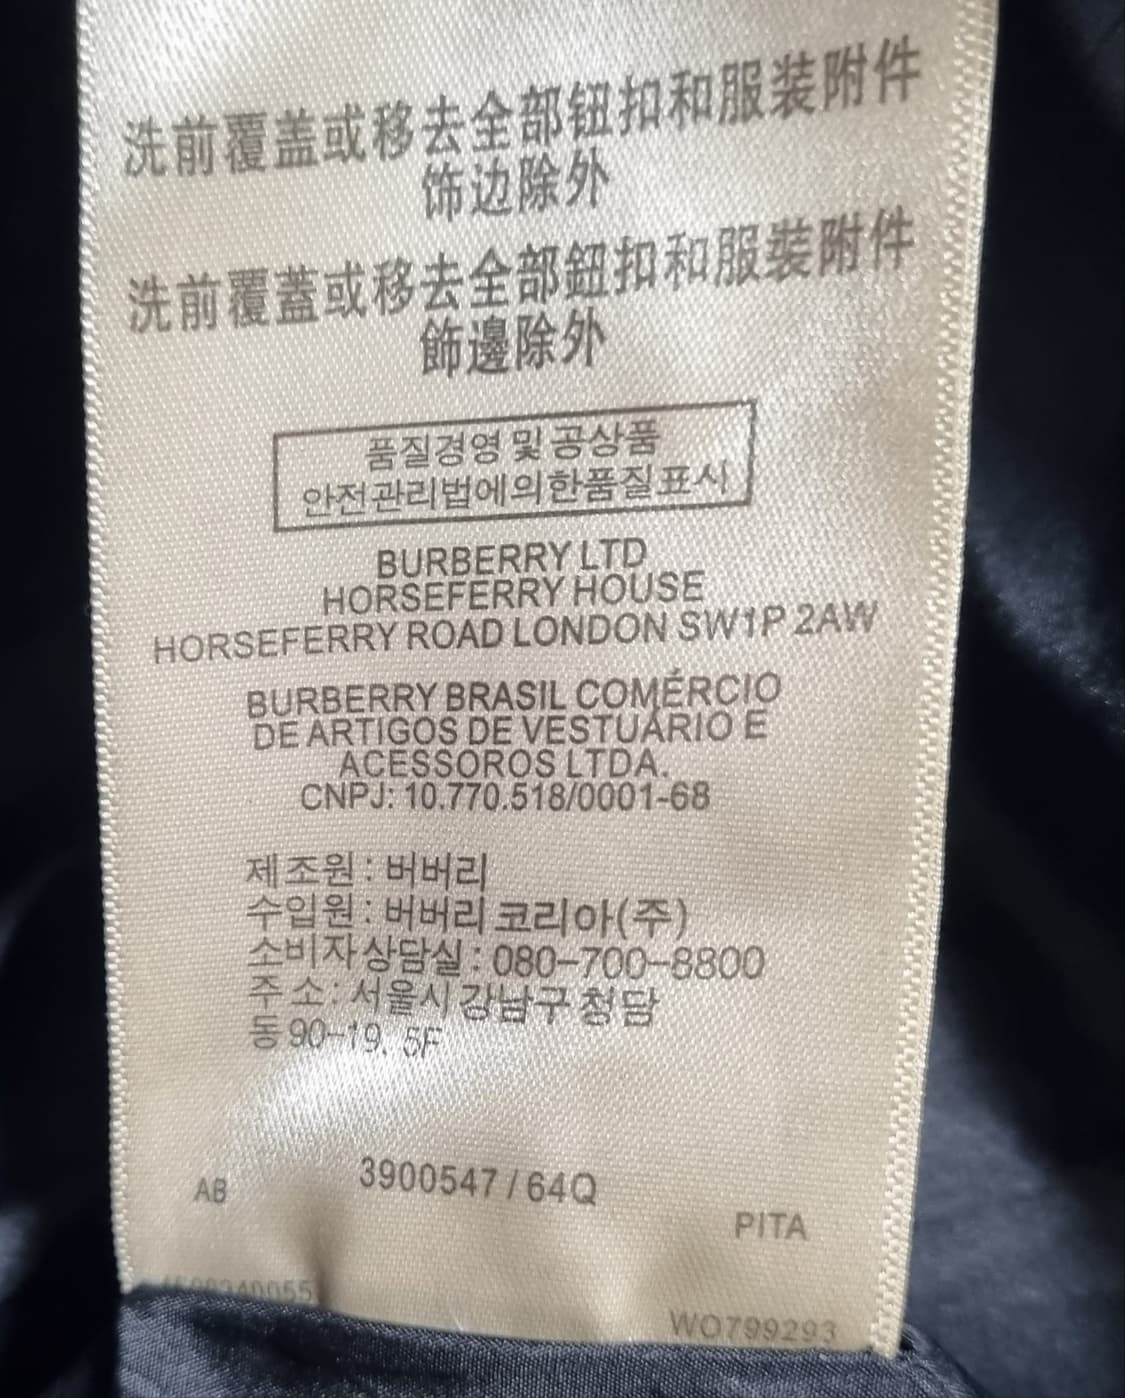 洗前覆盖或移去全部钮扣和服装附件
饰边除外
洗前覆蓋或移去全部鈕扣和服裝附件
飾邊除外
품질경영 및 공상품
안전관리법에의한품질표시
BURBERRY LTD
HORSEFERRY HOUSE
HORSEFERRY ROAD LONDON SW1P 2AW
BURBERRY BRASIL COMÉRCIO
DE ARTIGOS DE VESTUÁRIO E
ACESSOROS LTDA.
CNPJ: 10.770.518/0001-68
제조원 : 버버리
수입원 : 버버리 코리아(주)
소비자상담실 : 080-700-8800
주소 : 서울시 강남구 청담
동 90-19. 5F
AB
3900547 / 64Q
PITA
WO799293